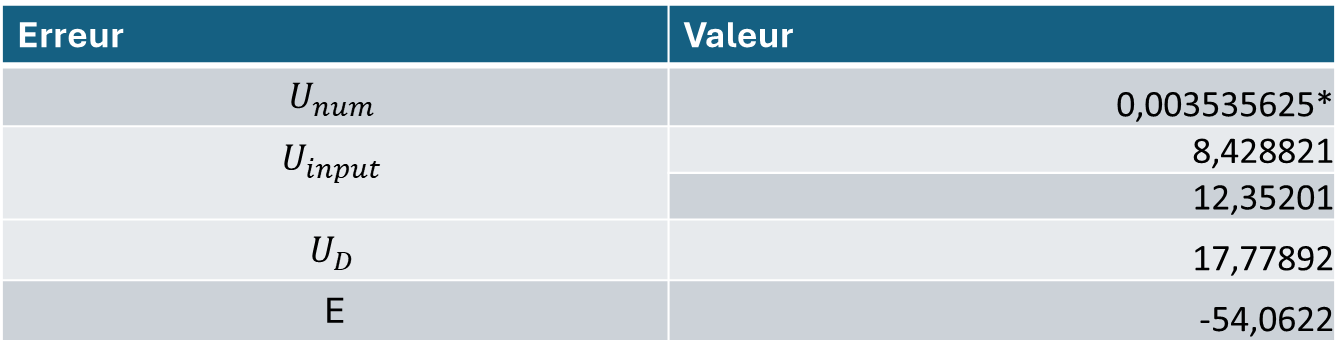 Erreur Valeur
U_num 0,003535625*
U_input 8,428821
12,35201
U_D 17,77892
E -54,0622